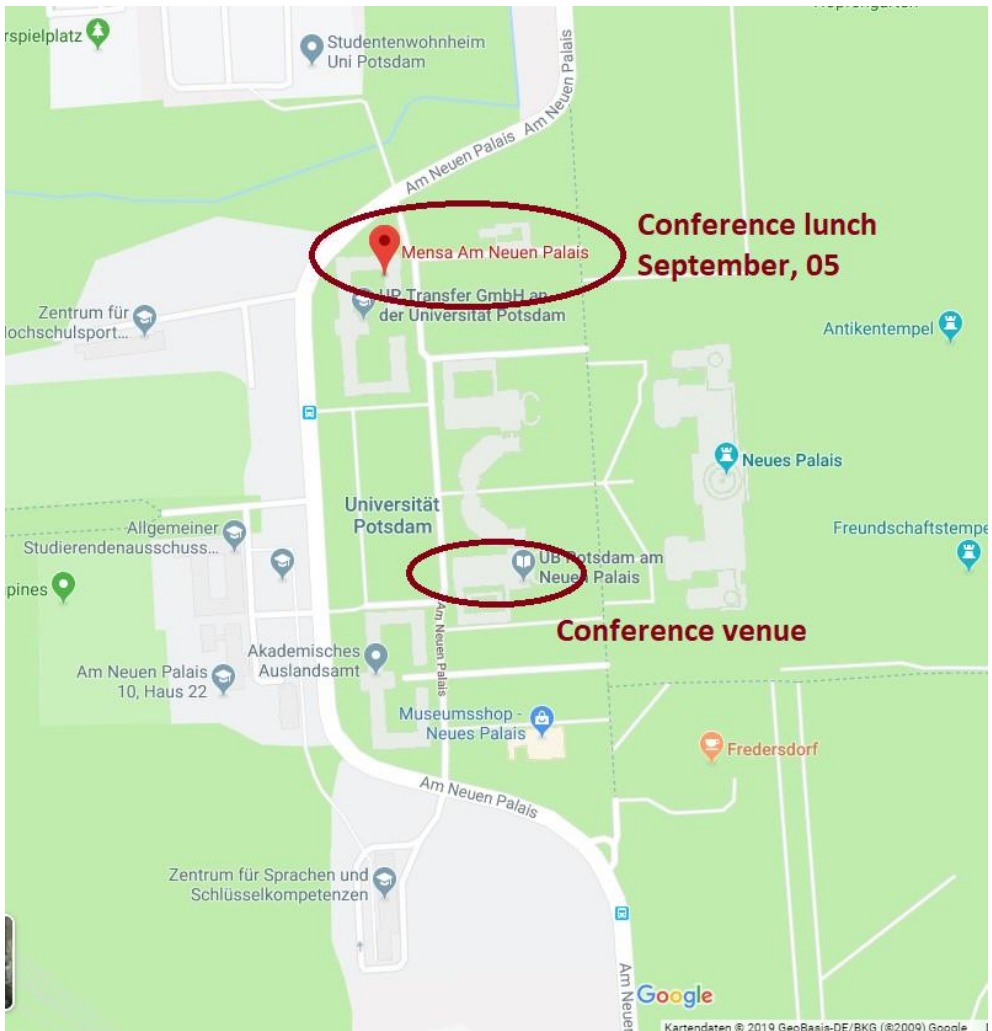 rspielplatz
Studentenwohnheim
Uni Potsdam
Am Neuen Palais
Am Neuen Palais
Conference lunch
September, 05
Mensa Am Neuen Palais
UP Transfer GmbH an
der Universität Potsdam
Zentrum für
Hochschulsport...
Antikentempel
Neues Palais
Universität
Potsdam
Allgemeiner
Studierendenausschuss...
Freundschaftstempe
UB Potsdam am
Neuen Palais
pines
Am Neuen Palais
Conference venue
Akademisches
Auslandsamt
Am Neuen Palais
10, Haus 22
Museumsshop -
Neues Palais
Fredersdorf
Am Neuen Palais
Zentrum für Sprachen und
Schlüsselkompetenzen
Am Neuen
Google
Kartendaten © 2019 GeoBasis-DE/BKG (©2009) Google